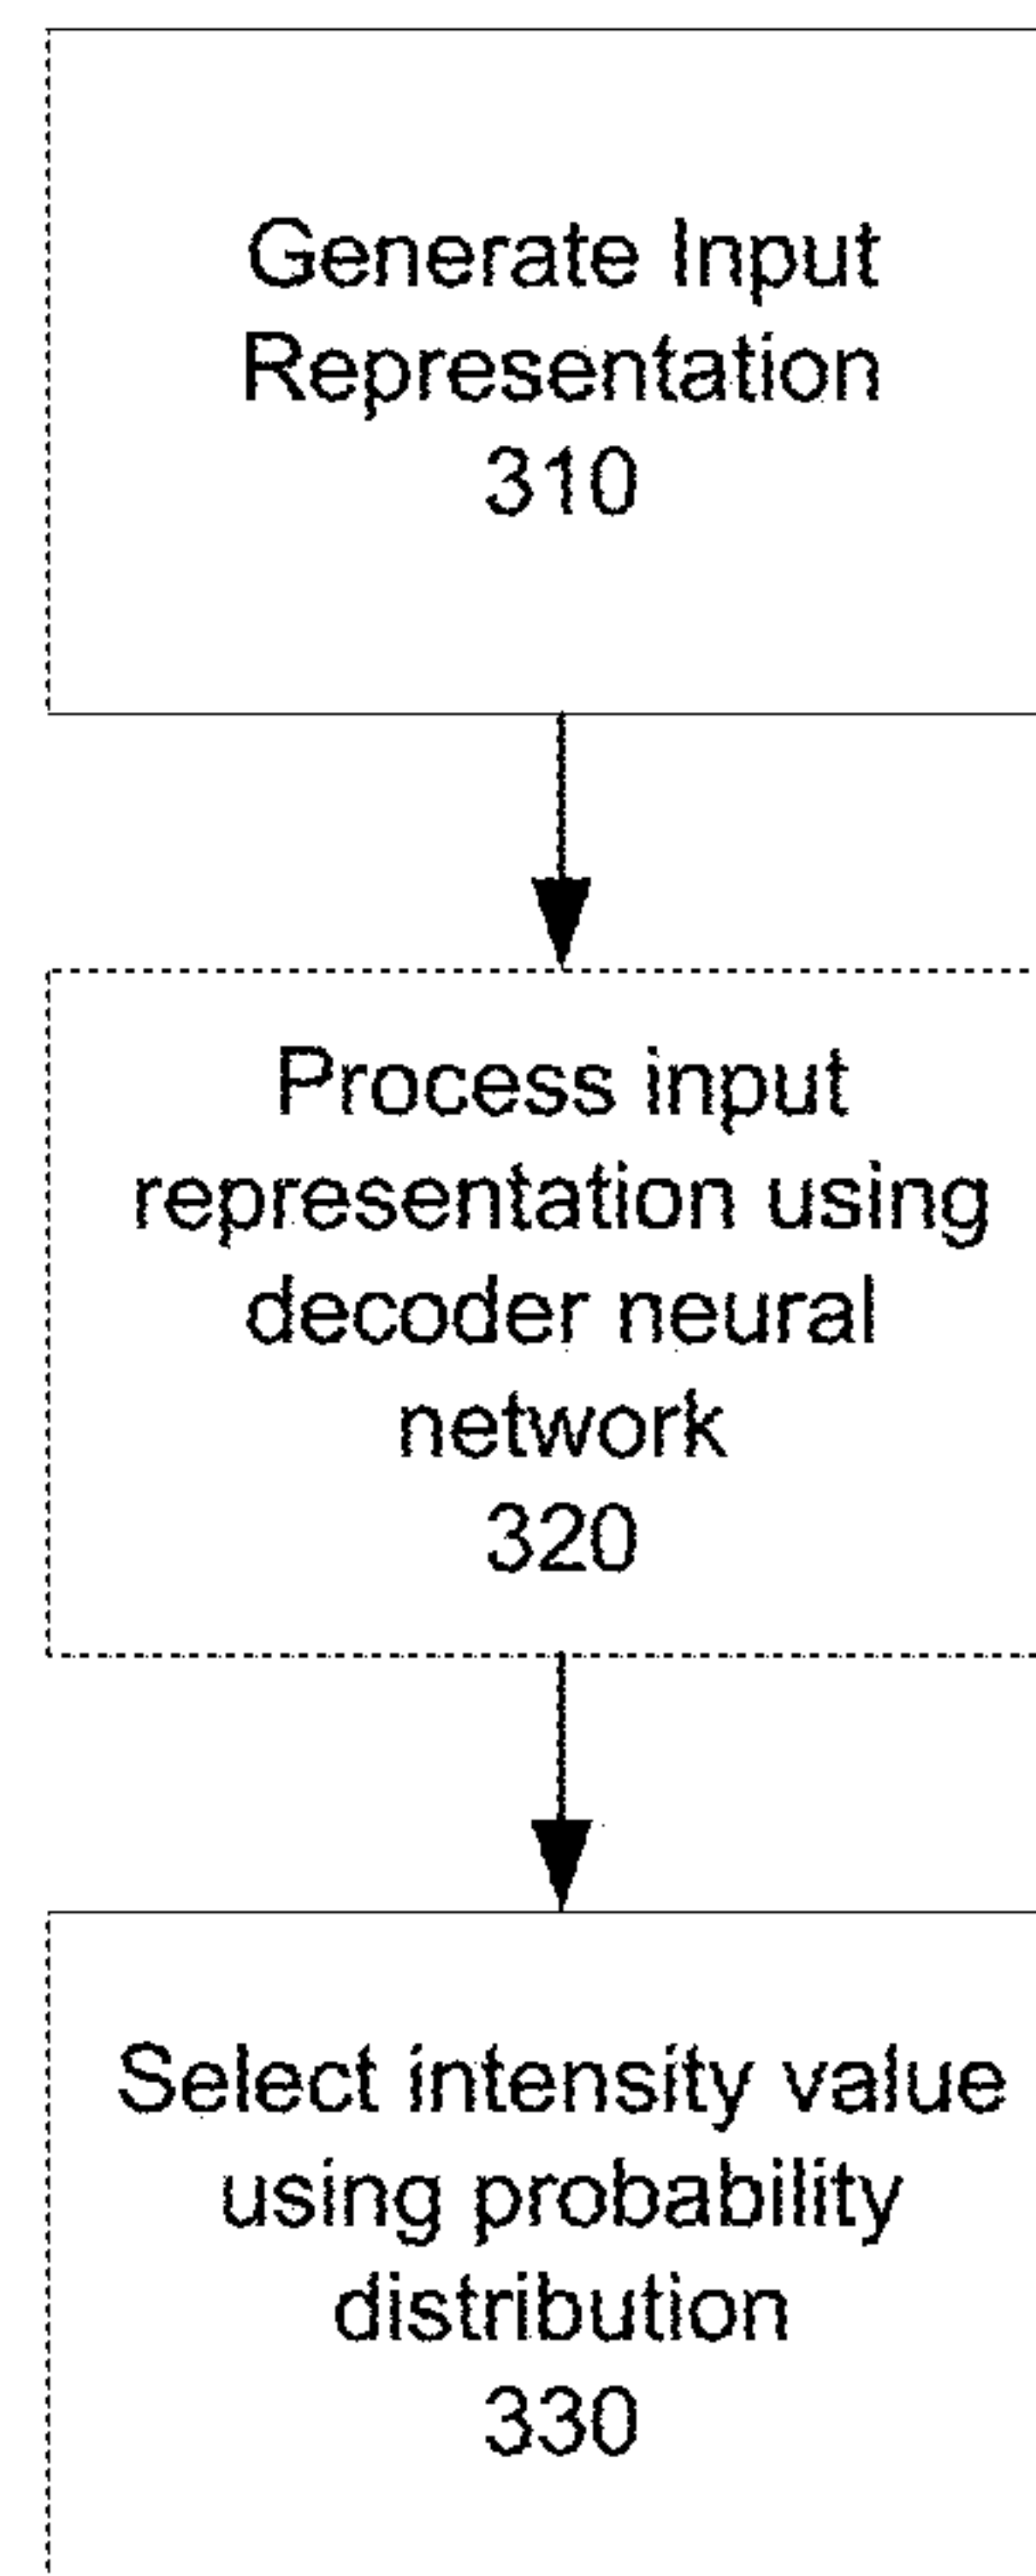 Generate Input
Representation
310
Process input
representation using
decoder neural
network
320
Select intensity value
using probability
distribution
330